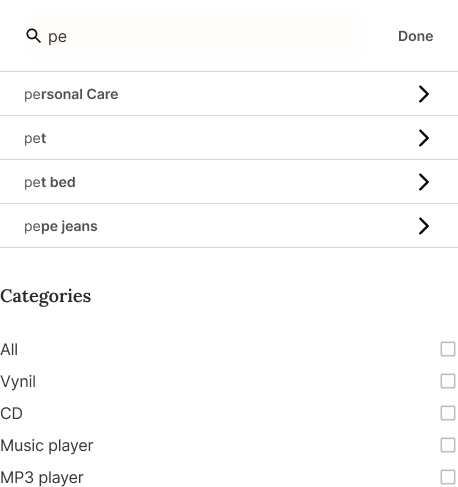 pe
Done
personal Care
pet
pet bed
pepe jeans
Categories
All
Vynil
CD
Music player
MP3 player